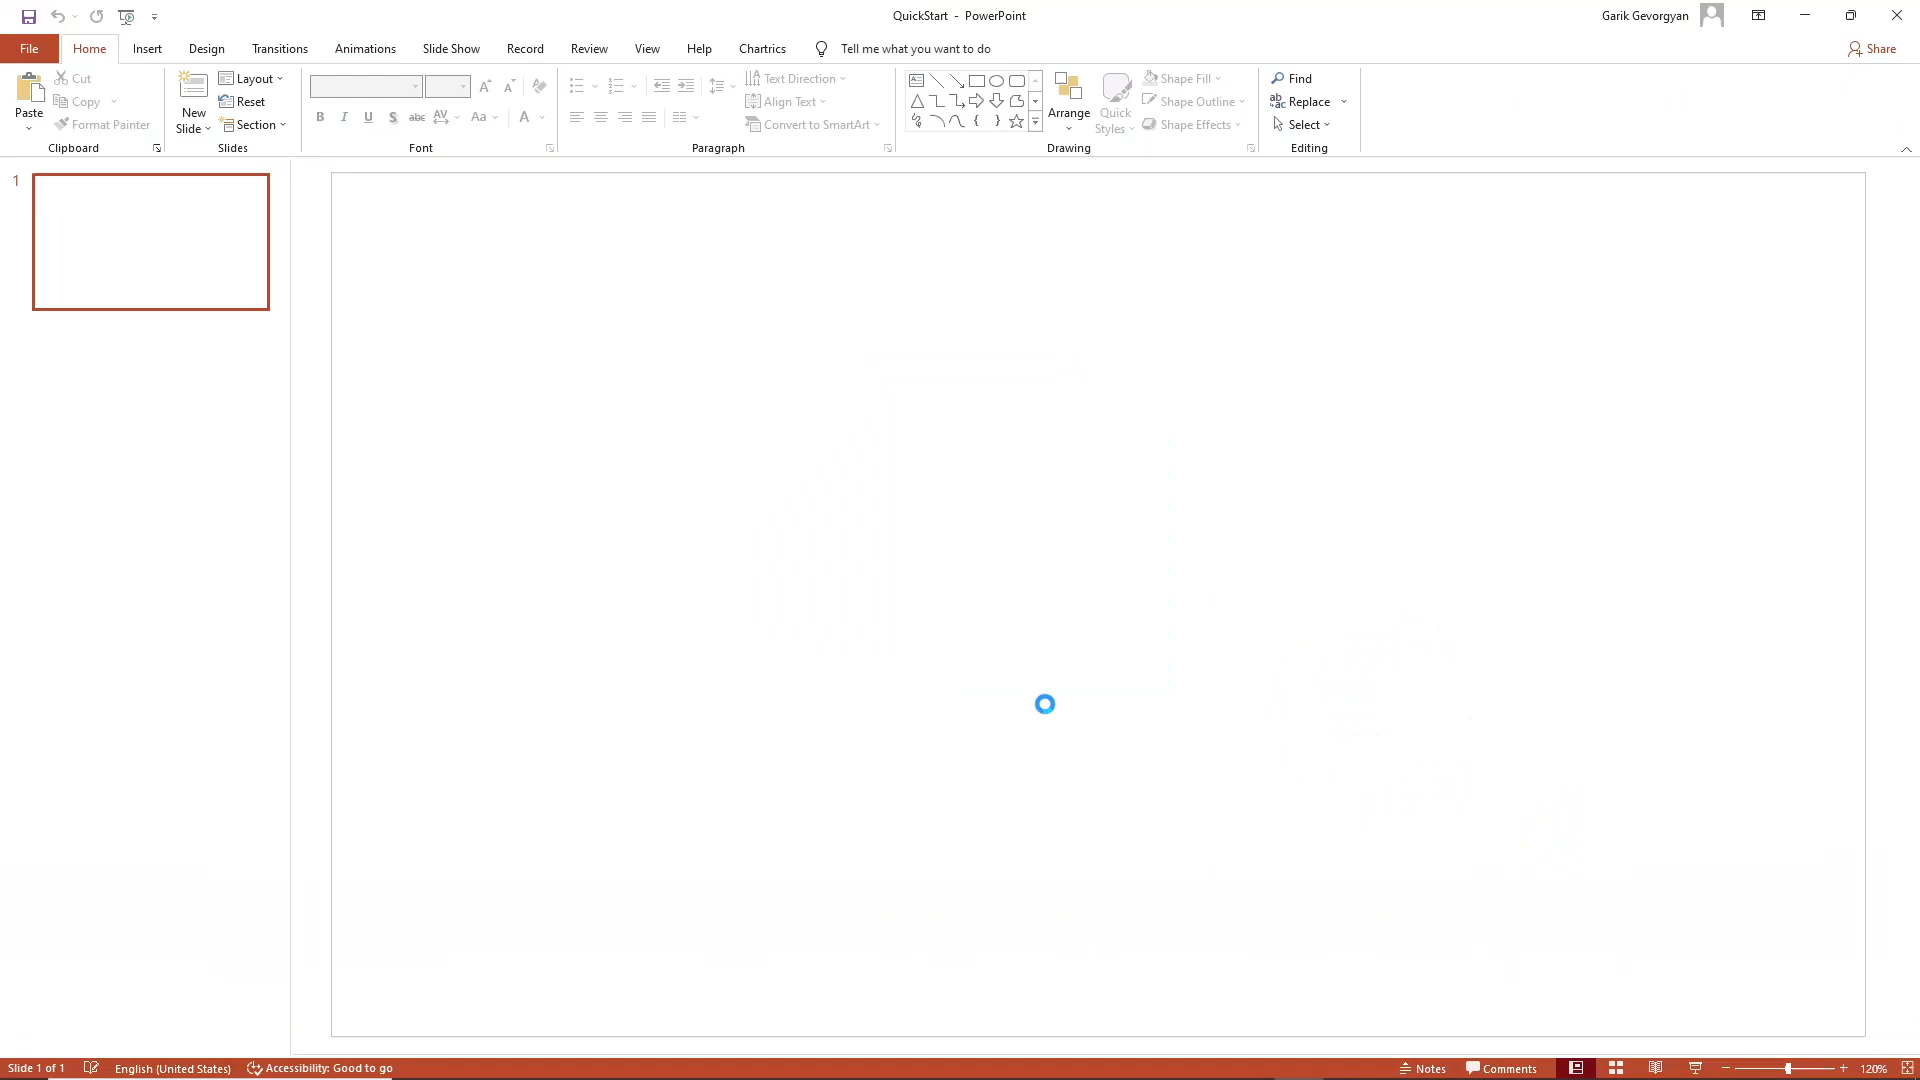 QuickStart - PowerPoint
Garik Gevorgyan
File Home Insert Design Transitions Animations Slide Show Record Review View Help Chartrics Tell me what you want to do Share
Paste
Cut
Copy
Format Painter
Clipboard
New
Slide
Layout
Reset
Section
Slides
B I U S abc AV Aa A
Font
Text Direction
Align Text
Convert to SmartArt
Paragraph
Arrange
Quick
Styles
Shape Fill
Shape Outline
Shape Effects
Drawing
Find
Replace
Select
Editing
1
Slide 1 of 1 English (United States) Accessibility: Good to go Notes Comments 120%